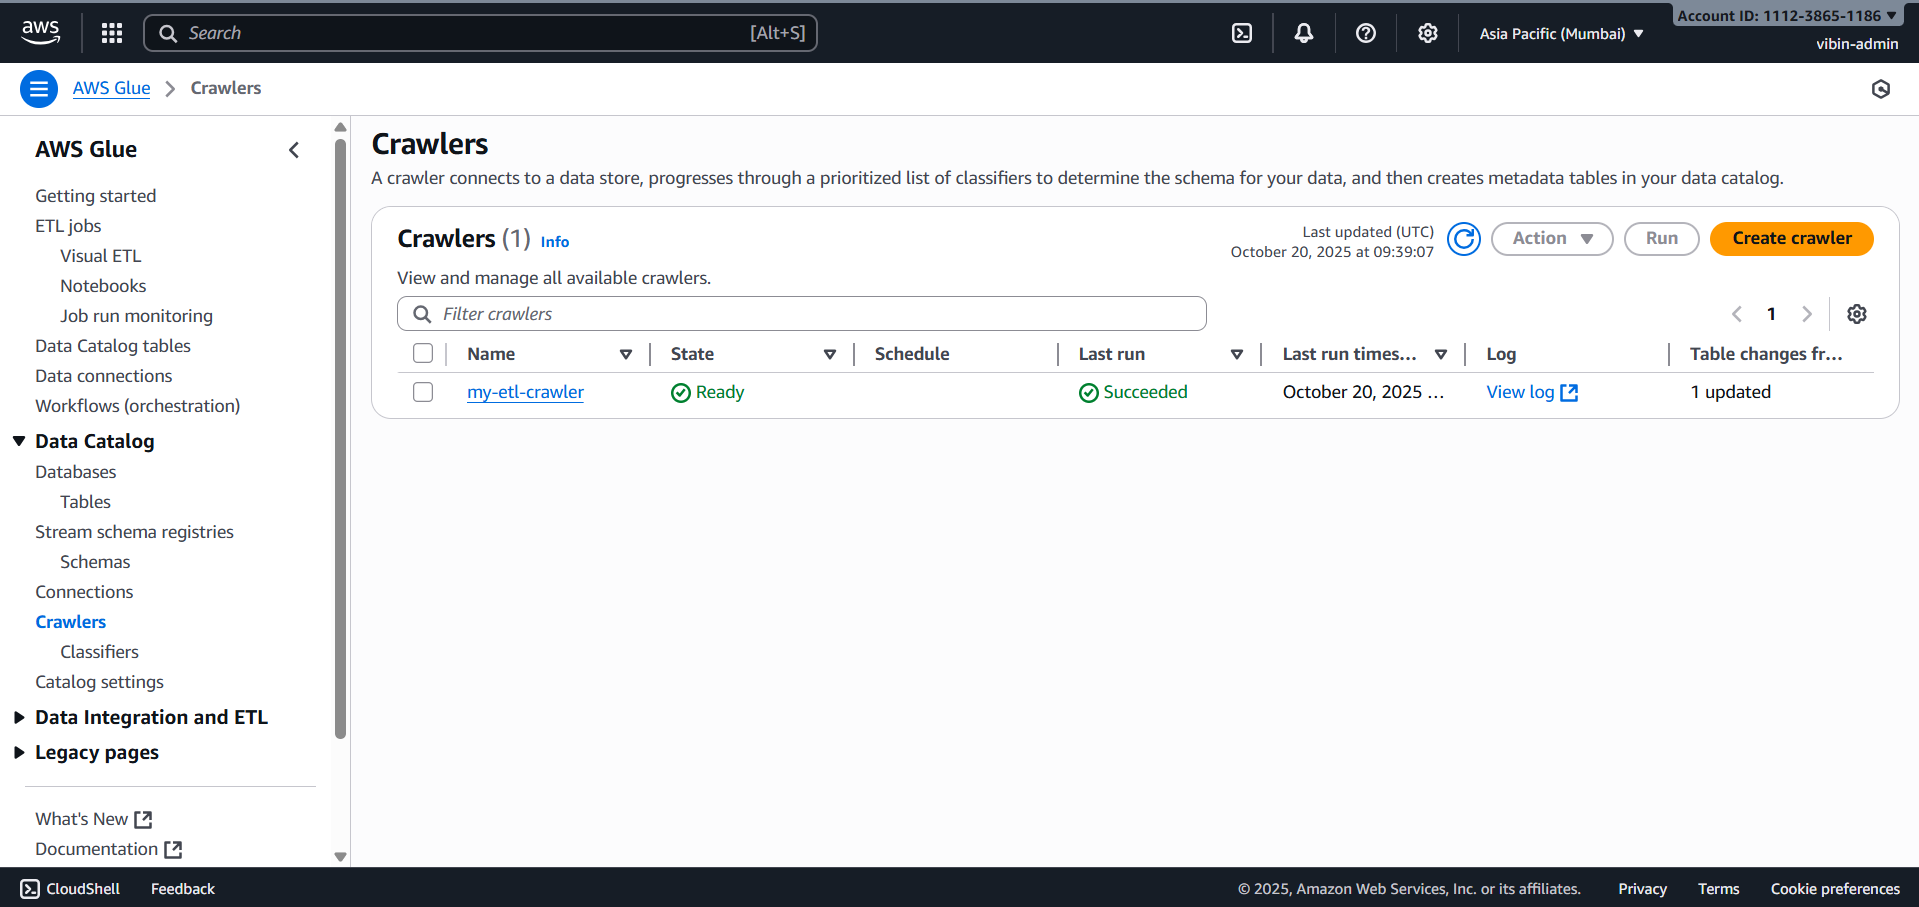 aws
Search
[Alt+S]
Asia Pacific (Mumbai)
Account ID: 1112-3865-1186
vibin-admin
AWS Glue
Crawlers
AWS Glue
Getting started
ETL jobs
Visual ETL
Notebooks
Job run monitoring
Data Catalog tables
Data connections
Workflows (orchestration)
Data Catalog
Databases
Tables
Stream schema registries
Schemas
Connections
Crawlers
Classifiers
Catalog settings
Data Integration and ETL
Legacy pages
What's New
Documentation
Crawlers
A crawler connects to a data store, progresses through a prioritized list of classifiers to determine the schema for your data, and then creates metadata tables in your data catalog.
Crawlers (1) Info
View and manage all available crawlers.
Last updated (UTC)
October 20, 2025 at 09:39:07
Action
Run
Create crawler
Filter crawlers
1
Name State Schedule Last run Last run times... Log Table changes fr...
my-etl-crawler Ready Succeeded October 20, 2025 ... View log 1 updated
CloudShell Feedback © 2025, Amazon Web Services, Inc. or its affiliates. Privacy Terms Cookie preferences